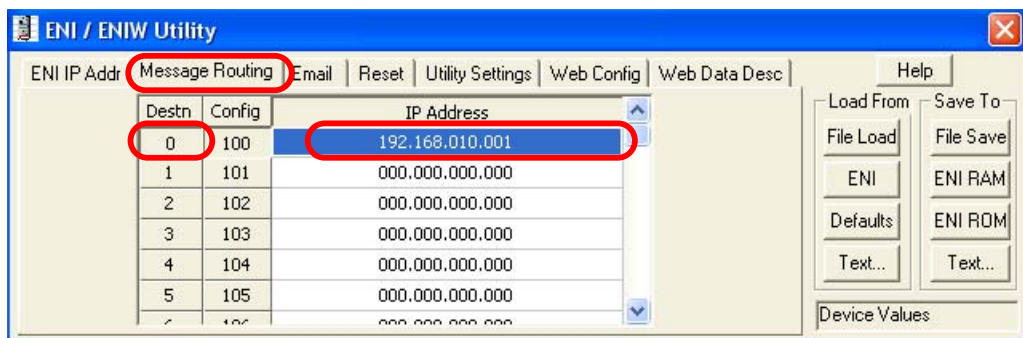 ENI / ENIW Utility
ENI IP Addr Message Routing Email Reset Utility Settings Web Config Web Data Desc Help
Destn Config IP Address
0 100 192.168.010.001
1 101 000.000.000.000
2 102 000.000.000.000
3 103 000.000.000.000
4 104 000.000.000.000
5 105 000.000.000.000
Load From Save To
File Load File Save
ENI ENI RAM
Defaults ENI ROM
Text... Text...
Device Values